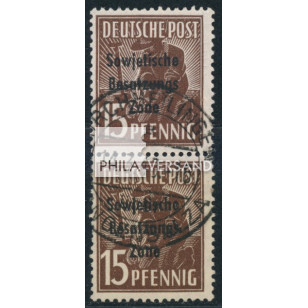 DEUTSCHE POST
Sowjetische
Besatzungs
Zone
15 PFENNIG
PHILA VERSAND
DEUTSCHE POST
Sowjetische
Besatzungs
Zone
15 PFENNIG